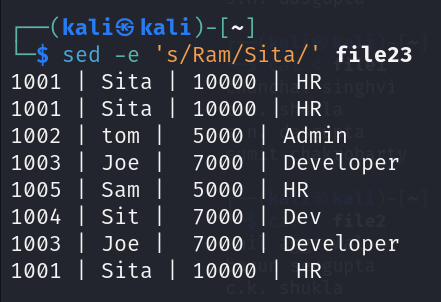 ┌──(kali㉿kali)-[~]
└─$ sed -e 's/Ram/Sita/' file23
1001 | Sita | 10000 | HR
1001 | Sita | 10000 | HR
1002 | tom |  5000 | Admin
1003 | Joe |  7000 | Developer
1005 | Sam |  5000 | HR
1004 | Sit |  7000 | Dev
1003 | Joe |  7000 | Developer
1001 | Sita | 10000 | HR
c.k. shukla